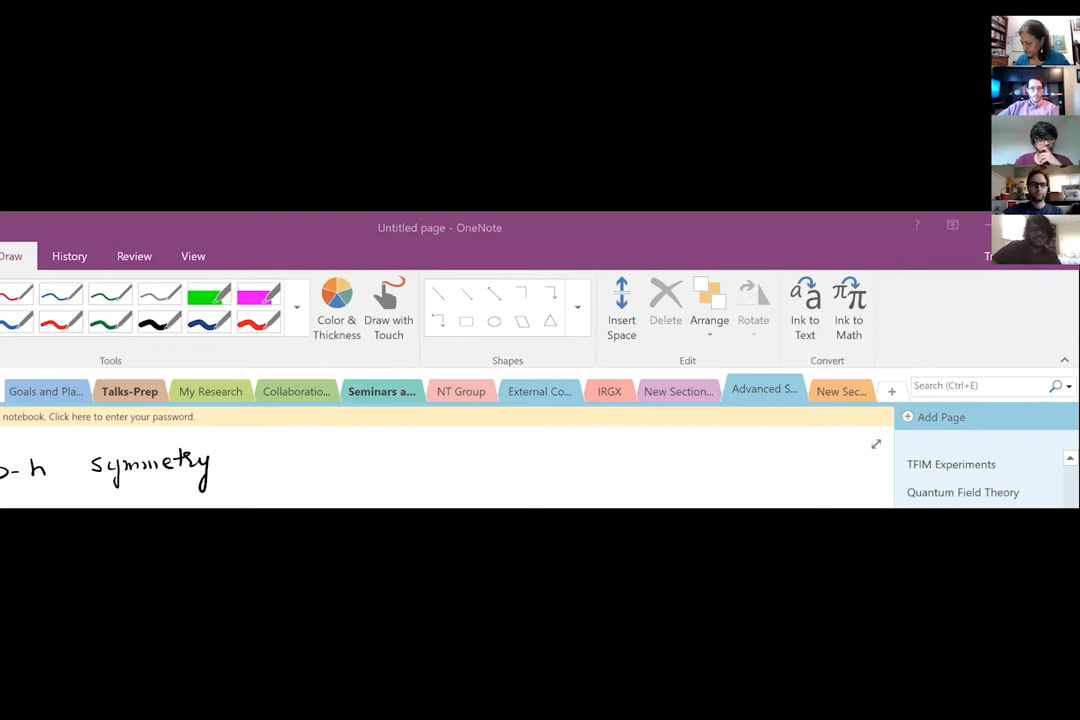 Untitled page - OneNote
?
Draw History Review View
Color & Thickness
Draw with Touch
Insert Space
Delete
Arrange
Rotate
Ink to Text
Ink to Math
Tools Shapes Edit Convert
Goals and Pla... Talks-Prep My Research Collaboratio... Seminars a... NT Group External Co... IRGX New Section... Advanced S... New Sec... + Search (Ctrl+E)
notebook. Click here to enter your password.
Add Page
- h symmetry
TFIM Experiments
Quantum Field Theory